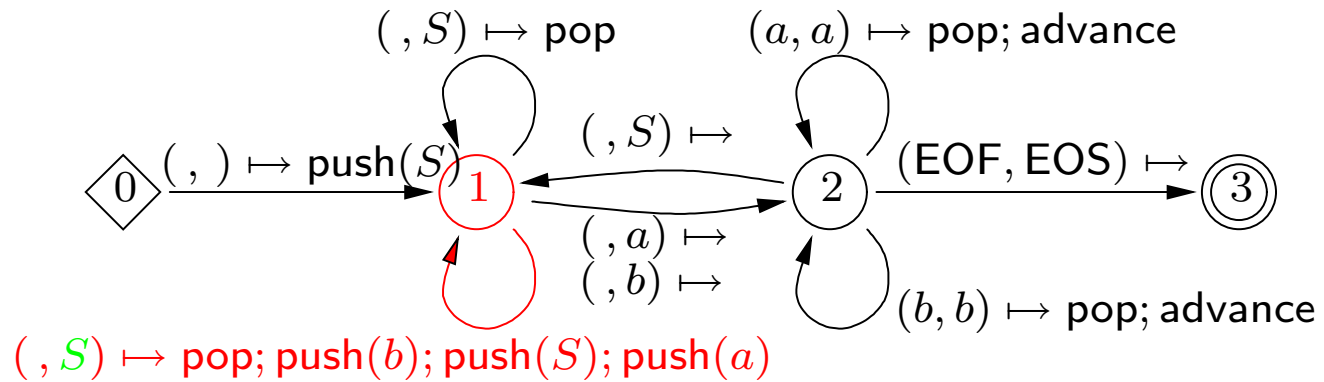 ( , S) ↦ pop
(a, a) ↦ pop; advance
( , S) ↦
( , ) ↦ push(S)
(EOF, EOS) ↦
0
1
2
3
( , a) ↦
( , b) ↦
(b, b) ↦ pop; advance
( , S) ↦ pop; push(b); push(S); push(a)